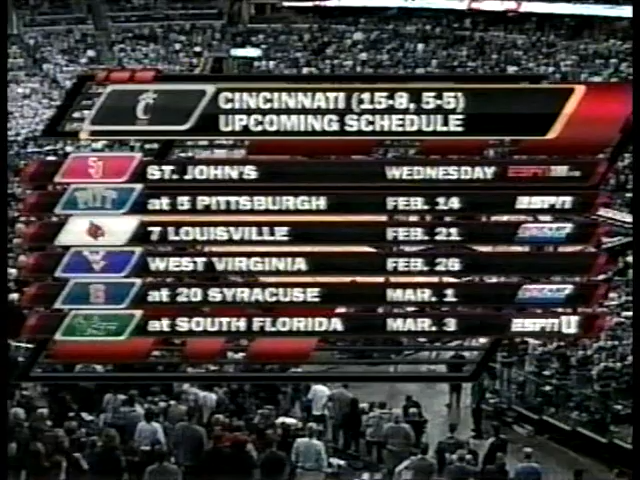 CINCINNATI (15-8, 5-5)
UPCOMING SCHEDULE
ST. JOHN'S WEDNESDAY
at 5 PITTSBURGH FEB. 14 ESPN
7 LOUISVILLE FEB. 21
WEST VIRGINIA FEB. 26
at 20 SYRACUSE MAR. 1
at SOUTH FLORIDA MAR. 3 ESPNU